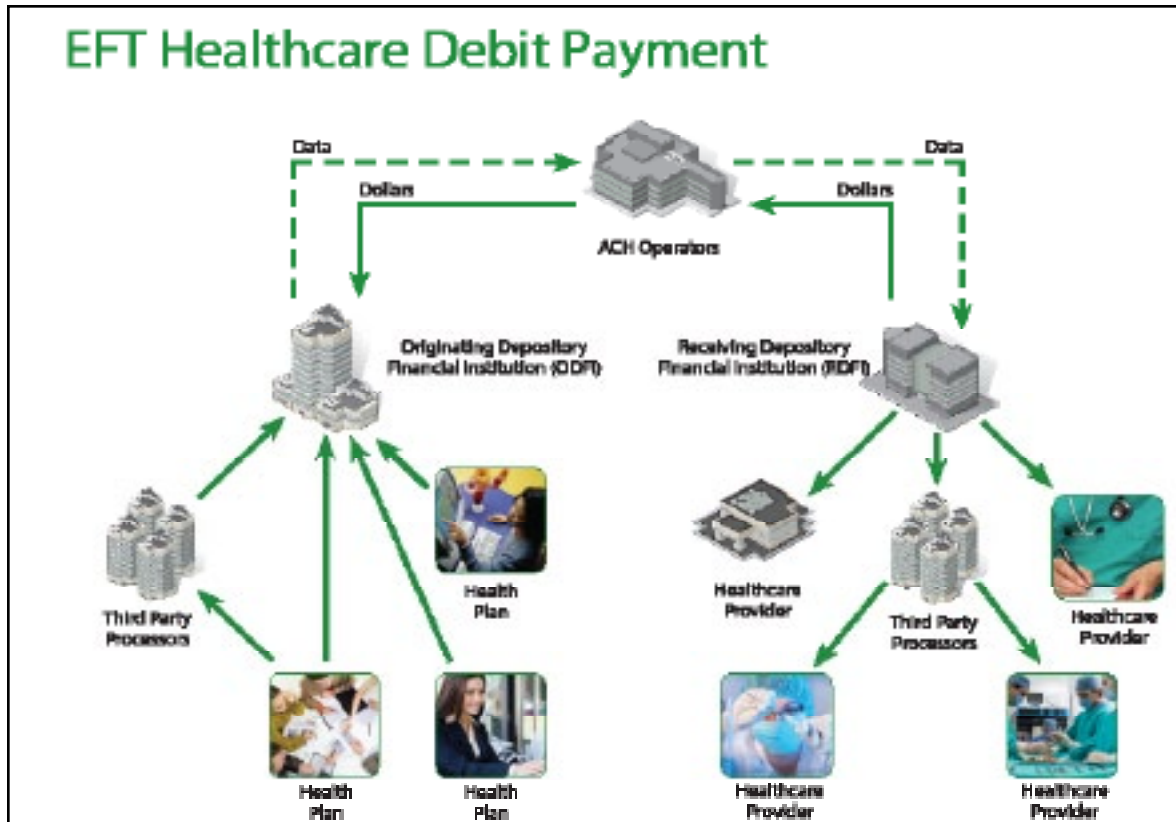 EFT Healthcare Debit Payment
Data
Data
Dollars
Dollars
ACH Operators
Originating Depository
Financial Institution (ODFI)
Receiving Depository
Financial Institution (RDFI)
Health
Plan
Third Party
Processors
Healthcare
Provider
Third Party
Processors
Healthcare
Provider
Health
Plan
Health
Plan
Healthcare
Provider
Healthcare
Provider